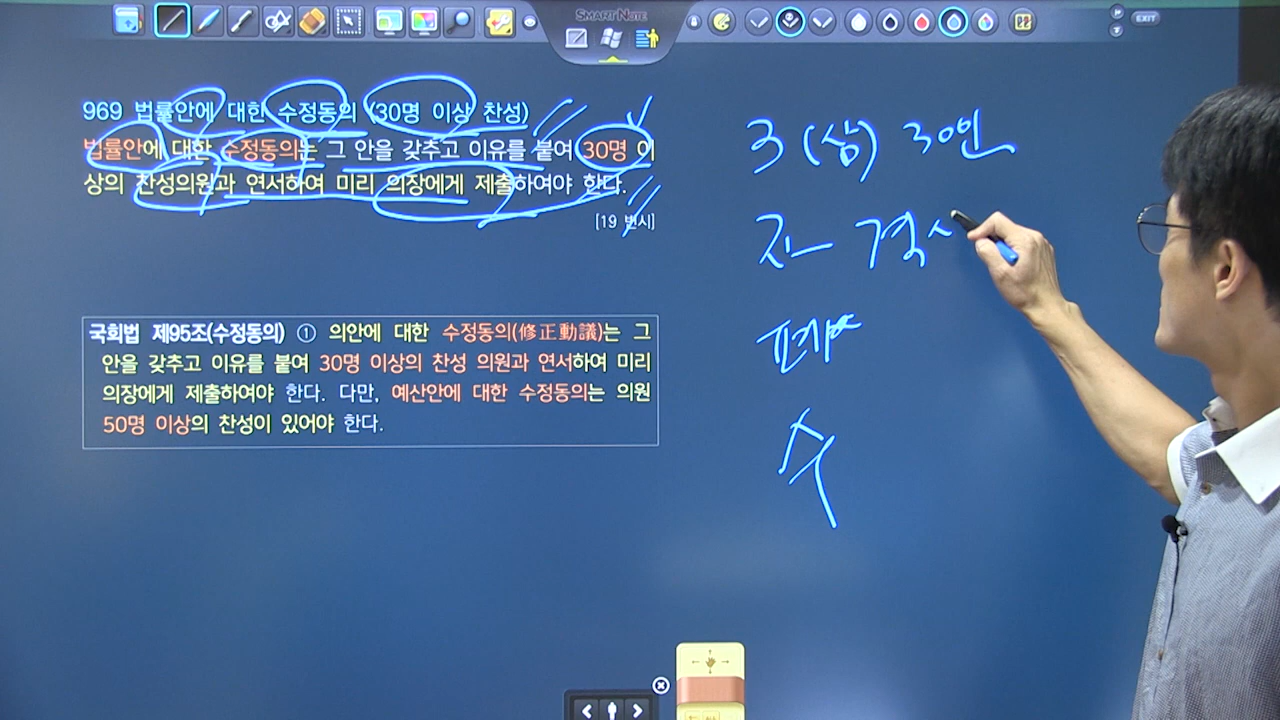 SMART NOTE
EXIT
969 법률안에 대한 수정동의 (30명 이상 찬성)
법률안에 대한 수정동의는 그 안을 갖추고 이유를 붙여 30명 이
상의 찬성의원과 연서하여 미리 의장에게 제출하여야 한다.
[19 변시]
국회법 제95조(수정동의) ① 의안에 대한 수정동의(修正動議)는 그
안을 갖추고 이유를 붙여 30명 이상의 찬성 의원과 연서하여 미리
의장에게 제출하여야 한다. 다만, 예산안에 대한 수정동의는 의원
50명 이상의 찬성이 있어야 한다.
3 (삼) 30인
자격
수